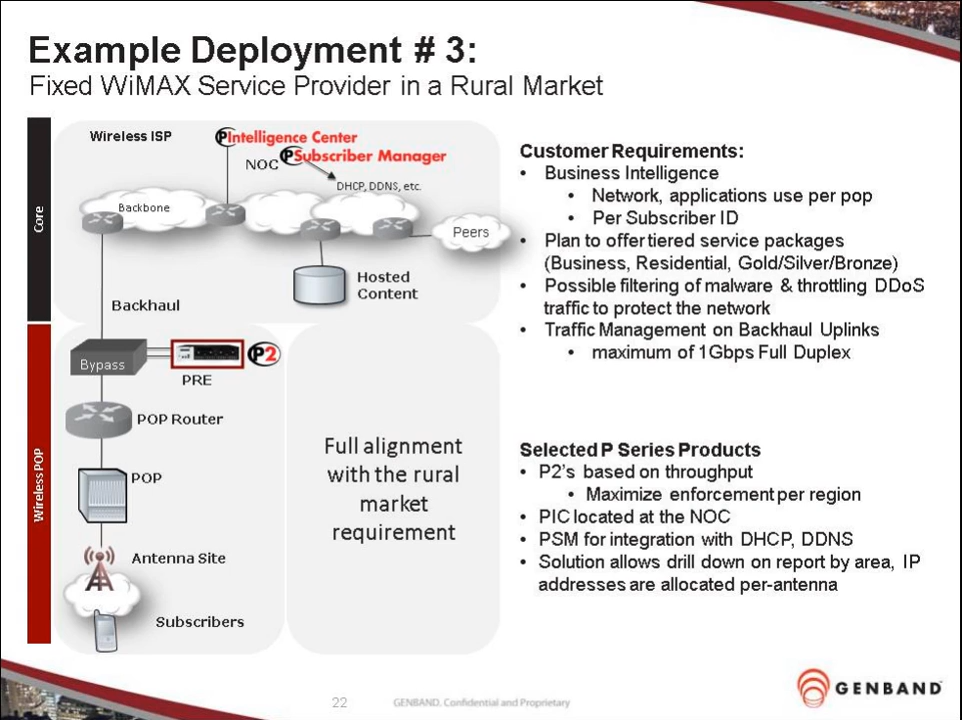 Example Deployment # 3:
Fixed WiMAX Service Provider in a Rural Market
Core
Wireless ISP
PIntelligence Center
NOC
PSubscriber Manager
DHCP, DDNS, etc.
Backbone
Peers
Hosted
Content
Backhaul
Wireless POP
Bypass
P2
PRE
POP Router
POP
Antenna Site
Subscribers
Full alignment
with the rural
market
requirement
Customer Requirements:
• Business Intelligence
• Network, applications use per pop
• Per Subscriber ID
• Plan to offer tiered service packages
(Business, Residential, Gold/Silver/Bronze)
• Possible filtering of malware & throttling DDoS
traffic to protect the network
• Traffic Management on Backhaul Uplinks
• maximum of 1Gbps Full Duplex
Selected P Series Products
• P2's based on throughput
• Maximize enforcement per region
• PIC located at the NOC
• PSM for integration with DHCP, DDNS
• Solution allows drill down on report by area, IP
addresses are allocated per-antenna
22
GENBAND. Confidential and Proprietary
GENBAND